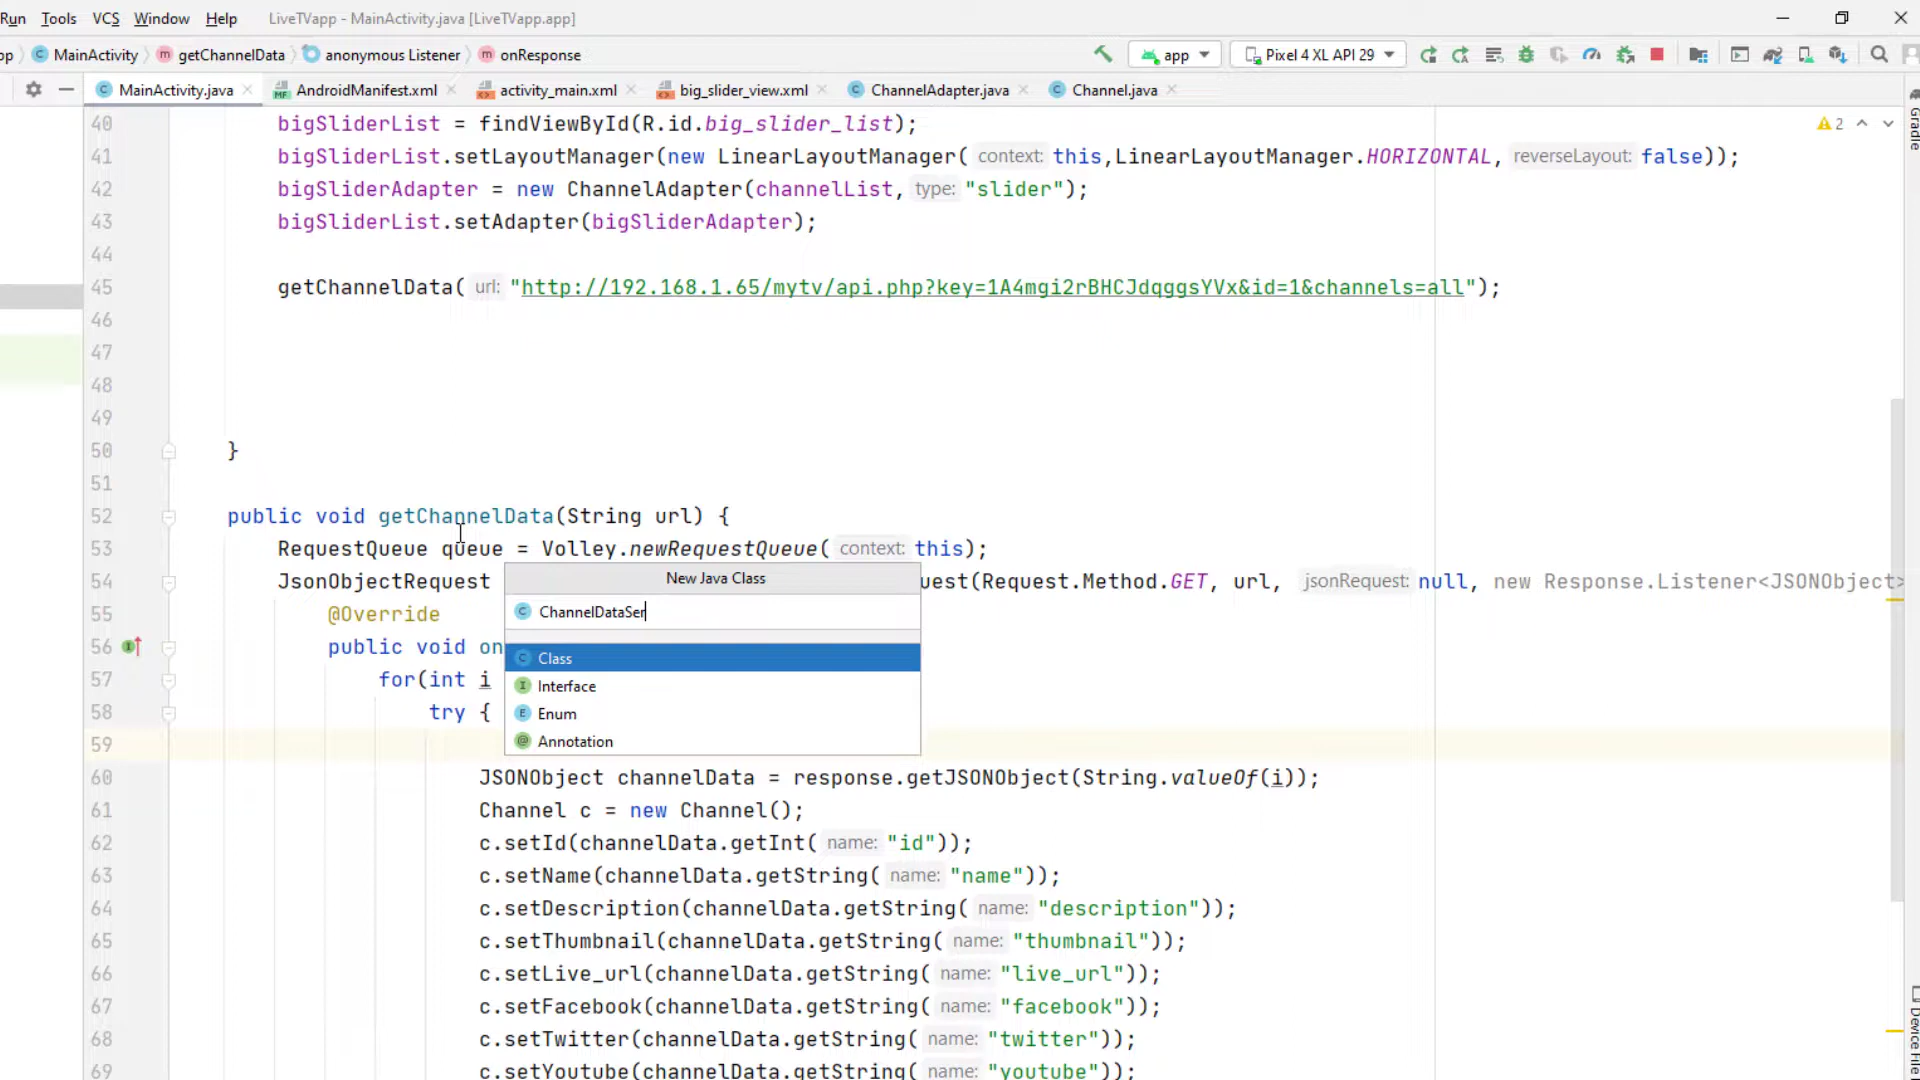 Run Tools VCS Window Help LiveTVapp - MainActivity.java [LiveTVapp.app]
MainActivity getChannelData anonymous Listener onResponse app Pixel 4 XL API 29
MainActivity.java AndroidManifest.xml activity_main.xml big_slider_view.xml ChannelAdapter.java Channel.java
Gradle
2
40 bigSliderList = findViewById(R.id.big_slider_list);
41 bigSliderList.setLayoutManager(new LinearLayoutManager( context: this,LinearLayoutManager.HORIZONTAL, reverseLayout: false));
42 bigSliderAdapter = new ChannelAdapter(channelList, type: "slider");
43 bigSliderList.setAdapter(bigSliderAdapter);
44
45 getChannelData( url: "http://192.168.1.65/mytv/api.php?key=1A4mgi2rBHCJdqggsYVx&id=1&channels=all");
46
47
48
49
50 }
51
52 public void getChannelData(String url) {
53 RequestQueue queue = Volley.newRequestQueue( context: this);
54 JsonObjectRequest uest(Request.Method.GET, url, jsonRequest: null, new Response.Listener<JSONObject>
55 @Override
56 public void on
57 for(int i
58 try {
59
60 JSONObject channelData = response.getJSONObject(String.valueOf(i));
61 Channel c = new Channel();
62 c.setId(channelData.getInt( name: "id"));
63 c.setName(channelData.getString( name: "name"));
64 c.setDescription(channelData.getString( name: "description"));
65 c.setThumbnail(channelData.getString( name: "thumbnail"));
66 c.setLive_url(channelData.getString( name: "live_url"));
67 c.setFacebook(channelData.getString( name: "facebook"));
68 c.setTwitter(channelData.getString( name: "twitter"));
69 c.setYoutube(channelData.getString( name: "youtube"));
New Java Class
ChannelDataSer
Class
Interface
Enum
Annotation